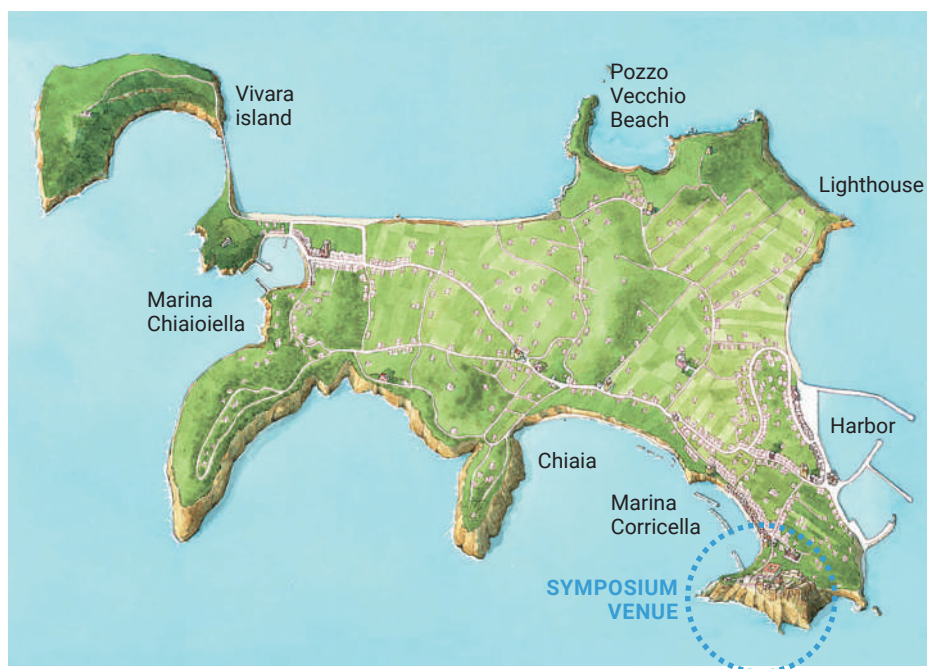 Vivara
island
Pozzo
Vecchio
Beach
Lighthouse
Marina
Chiaioiella
Harbor
Chiaia
Marina
Corricella
SYMPOSIUM
VENUE